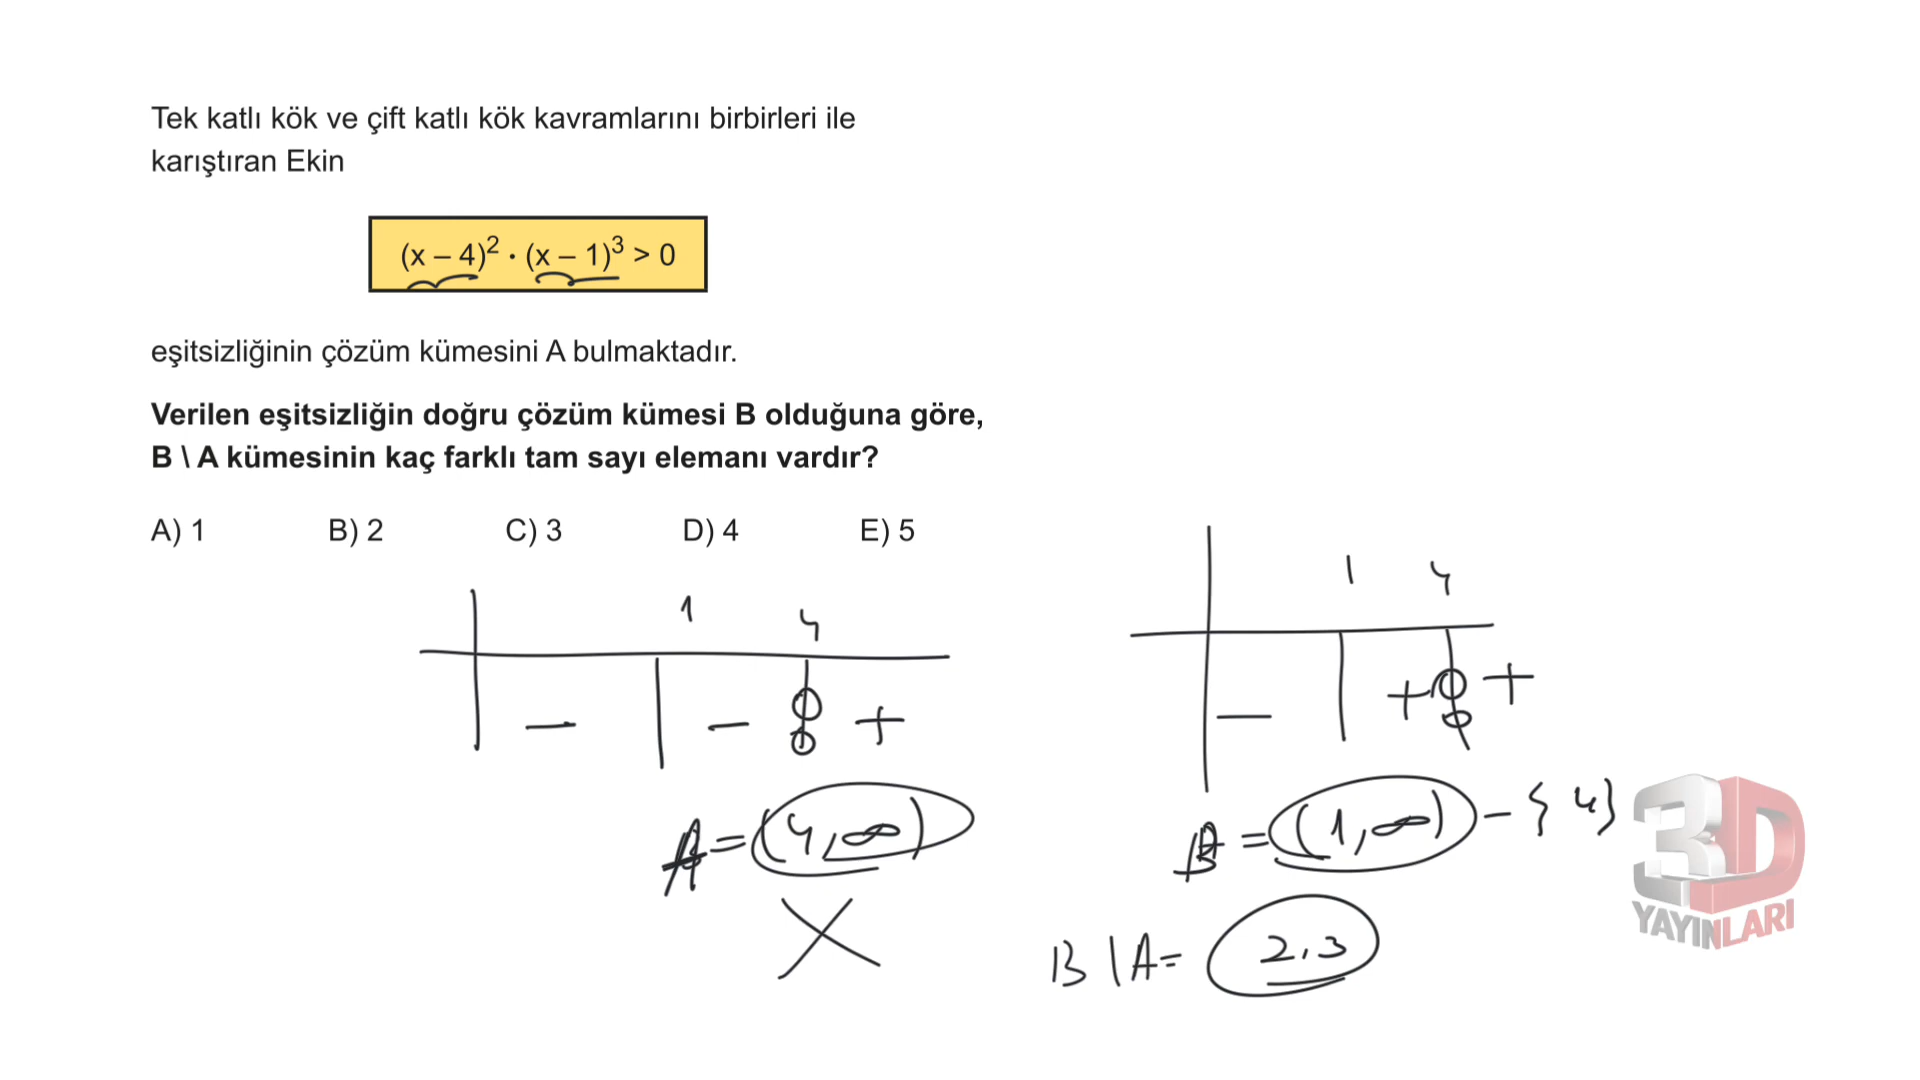 Tek katlı kök ve çift katlı kök kavramlarını birbirleri ile
karıştıran Ekin
(x – 4)² · (x – 1)³ > 0
eşitsizliğinin çözüm kümesini A bulmaktadır.
Verilen eşitsizliğin doğru çözüm kümesi B olduğuna göre,
B \ A kümesinin kaç farklı tam sayı elemanı vardır?
A) 1 B) 2 C) 3 D) 4 E) 5
1 4
– – +
A = (4, ∞)
1 4
– + +
B = (1, ∞) – {4}
B \ A = 2, 3
3D
YAYINLARI